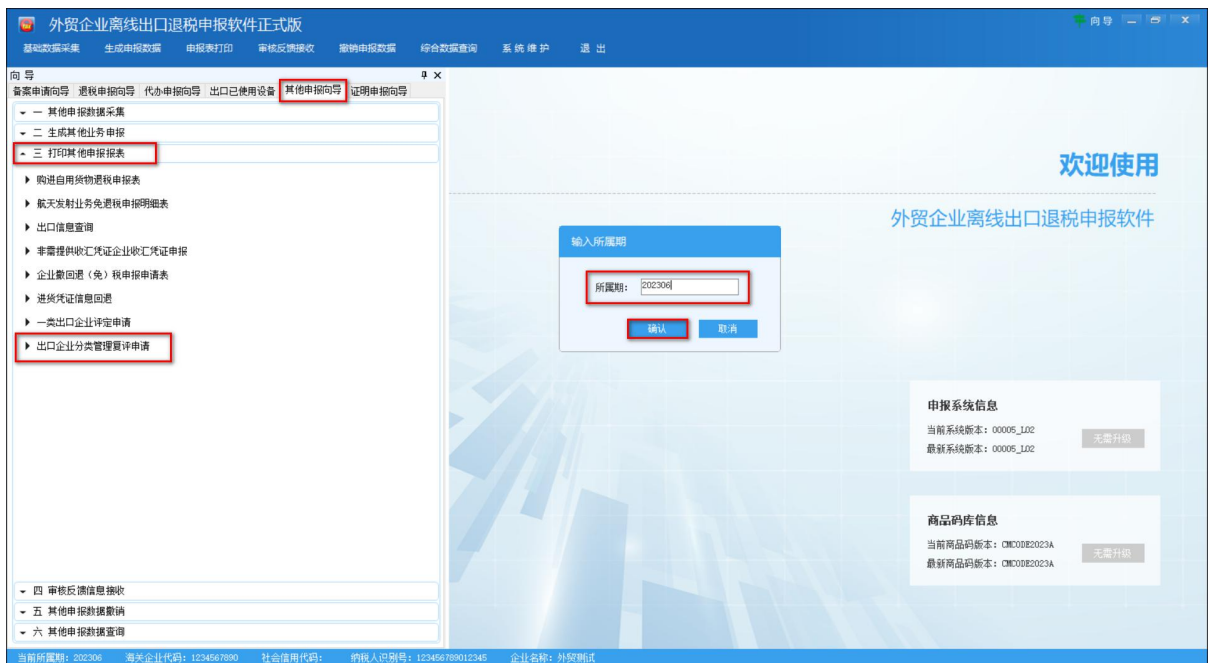 外贸企业离线出口退税申报软件正式版
向导
基础数据采集 生成申报数据 申报表打印 审核反馈接收 撤销申报数据 综合数据查询 系统维护 退出
向导
备案申请向导 退税申报向导 代办申报向导 出口已使用设备 其他申报向导 证明申报向导
一 其他申报数据采集
二 生成其他业务申报
三 打印其他申报报表
购进自用货物退税申报表
航天发射业务免退税申报明细表
出口信息查询
非需提供收汇凭证企业收汇凭证申报
企业撤回退（免）税申报申请表
进货凭证信息回退
一类出口企业评定申请
出口企业分类管理复评申请
四 审核反馈信息接收
五 其他申报数据撤销
六 其他申报数据查询
输入所属期
所属期： 202306
确认 取消
欢迎使用
外贸企业离线出口退税申报软件
申报系统信息
当前系统版本：00005_L02
最新系统版本：00005_L02
无需升级
商品码库信息
当前商品码版本：CMCODE2023A
最新商品码版本：CMCODE2023A
无需升级
当前所属期：202306 海关企业代码：1234567890 社会信用代码： 纳税人识别号：123456789012345 企业名称：外贸测试